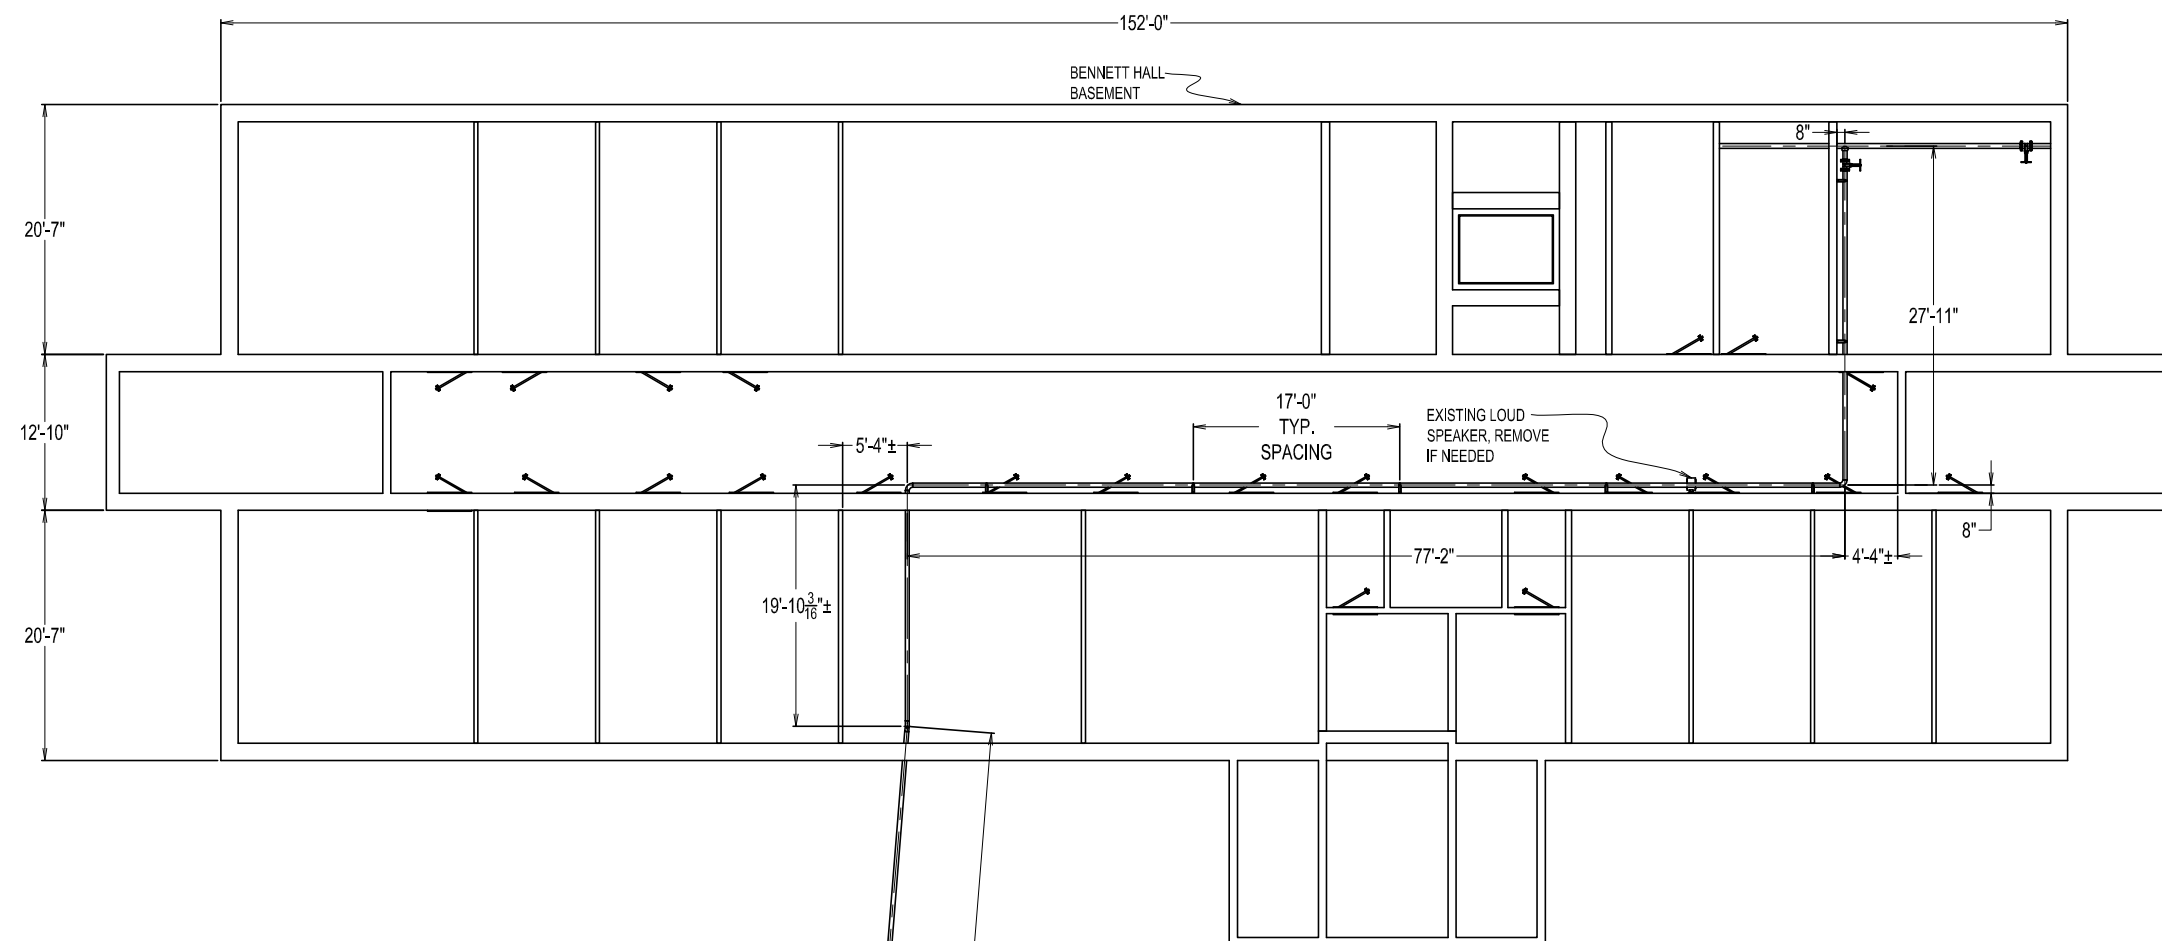 152'-0"
BENNETT HALL
BASEMENT
8"
20'-7"
27'-11"
12'-10"
5'-4"±
17'-0"
TYP.
SPACING
EXISTING LOUD
SPEAKER, REMOVE
IF NEEDED
8"
77'-2"
4'-4"±
19'-10 3/16"±
20'-7"